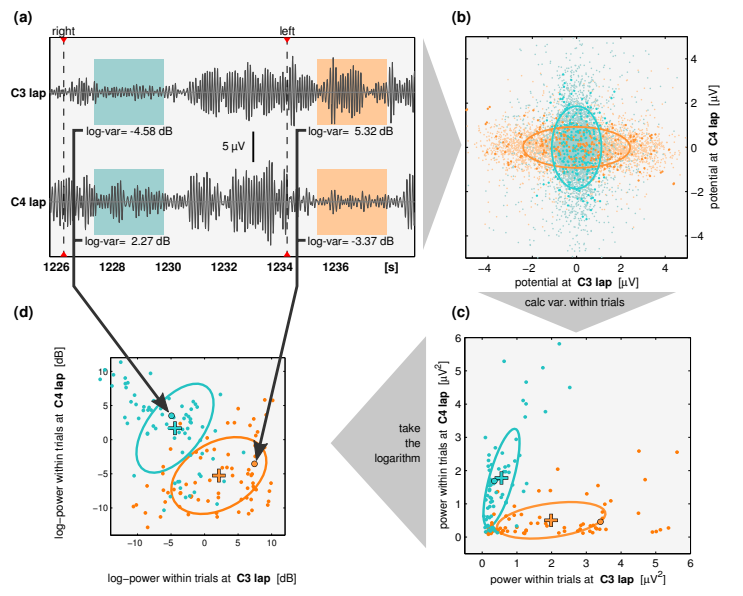 (a)
right
left
C3 lap
log-var= -4.58 dB
5.32 dB
log-var=
5 µV
C4 lap
log-var= 2.27 dB
log-var= -3.37 dB
1226
1228
1230
1232
1234
1236
[s]
(b)
4
2
0
−2
−4
potential at C4 lap [µV]
−4
−2
0
2
4
potential at C3 lap [µV]
calc var. within trials
(c)
6
5
4
3
2
1
0
power within trials at C4 lap [µV²]
0
1
2
3
4
5
6
power within trials at C3 lap [µV²]
take
the
logarithm
(d)
10
5
0
−5
−10
log−power within trials at C4 lap [dB]
−10
−5
0
5
10
log−power within trials at C3 lap [dB]